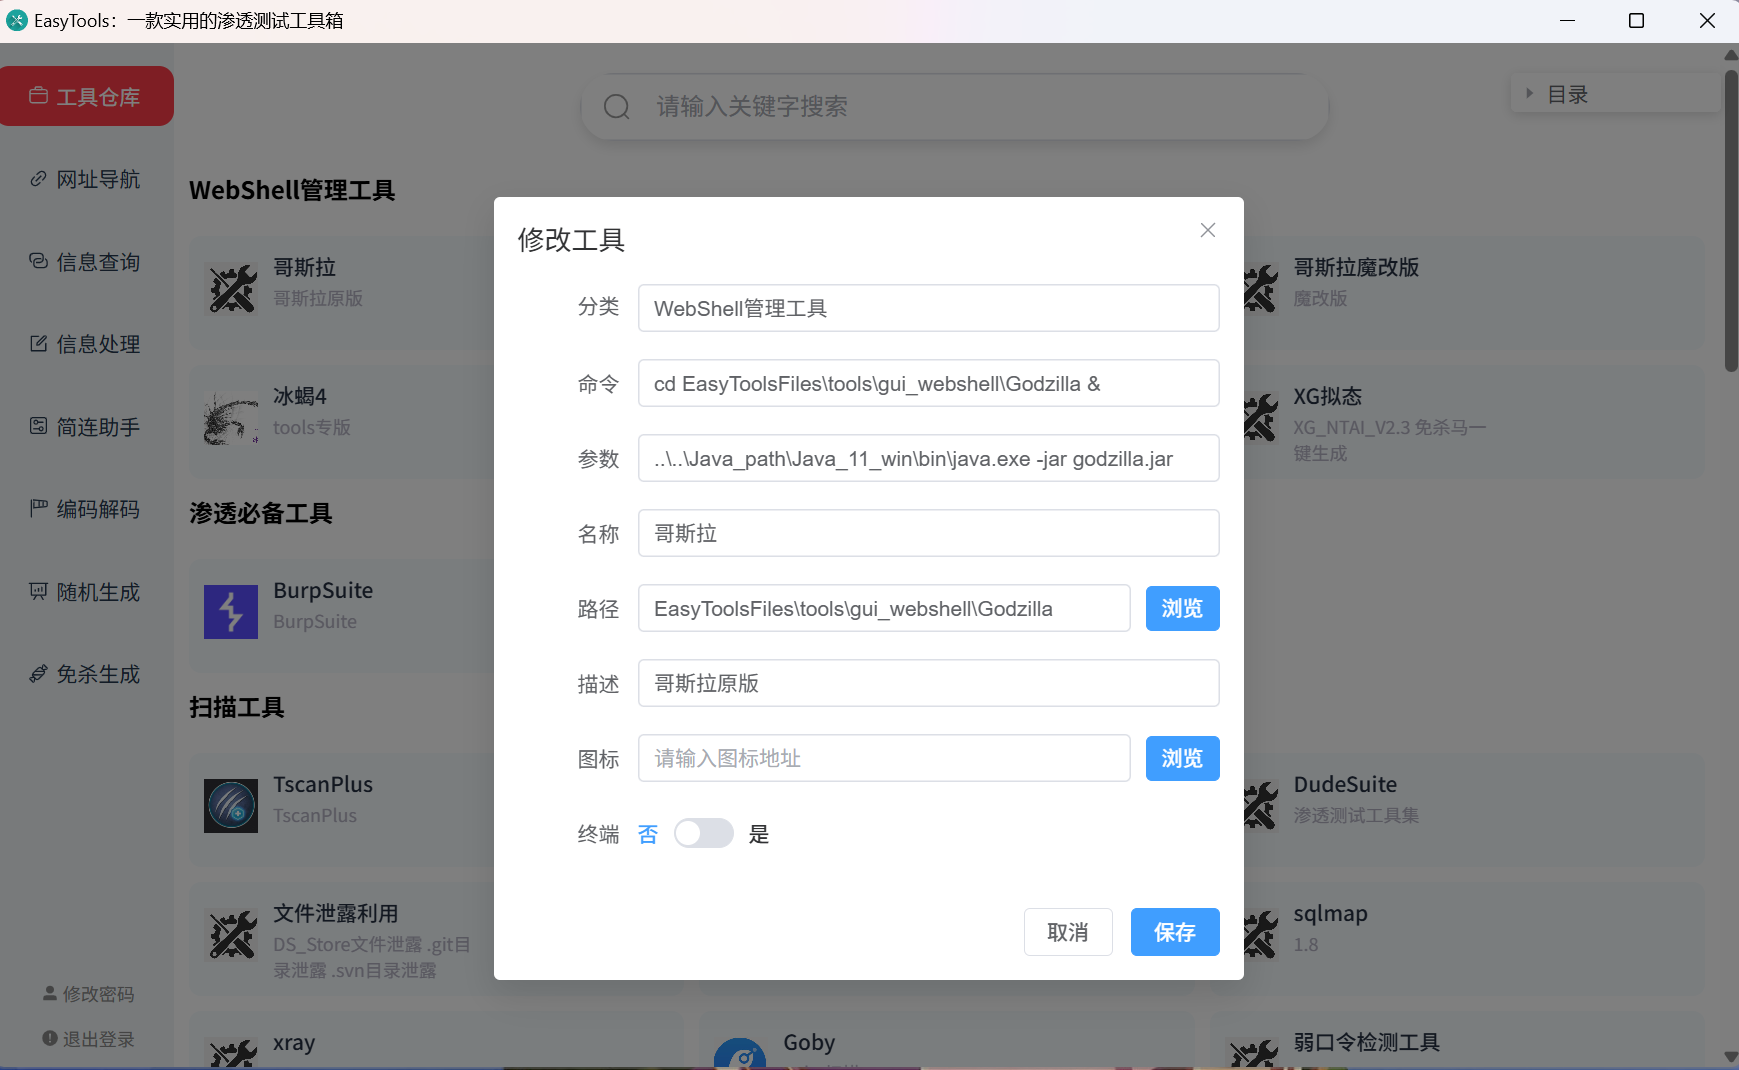 EasyTools：一款实用的渗透测试工具箱
工具仓库
网址导航
信息查询
信息处理
简连助手
编码解码
随机生成
免杀生成
修改密码
退出登录
请输入关键字搜索
目录
WebShell管理工具
哥斯拉
哥斯拉原版
哥斯拉魔改版
魔改版
冰蝎4
tools专版
XG拟态
XG_NTAI_V2.3 免杀马一
键生成
渗透必备工具
BurpSuite
BurpSuite
扫描工具
TscanPlus
TscanPlus
DudeSuite
渗透测试工具集
文件泄露利用
DS_Store文件泄露 .git目
录泄露 .svn目录泄露
sqlmap
1.8
xray
Goby
弱口令检测工具
修改工具
分类 WebShell管理工具
命令 cd EasyToolsFiles\tools\gui_webshell\Godzilla &
参数 ..\..\Java_path\Java_11_win\bin\java.exe -jar godzilla.jar
名称 哥斯拉
路径 EasyToolsFiles\tools\gui_webshell\Godzilla 浏览
描述 哥斯拉原版
图标 请输入图标地址 浏览
终端 否 是
取消 保存